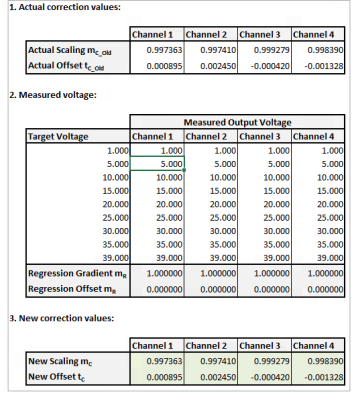 1. Actual correction values:
Channel 1 Channel 2 Channel 3 Channel 4
Actual Scaling mc_old 0.997363 0.997410 0.999279 0.998390
Actual Offset tc_old 0.000895 0.002450 -0.000420 -0.001328
2. Measured voltage:
Measured Output Voltage
Target Voltage Channel 1 Channel 2 Channel 3 Channel 4
1.000 1.000 1.000 1.000 1.000
5.000 5.000 5.000 5.000 5.000
10.000 10.000 10.000 10.000 10.000
15.000 15.000 15.000 15.000 15.000
20.000 20.000 20.000 20.000 20.000
25.000 25.000 25.000 25.000 25.000
30.000 30.000 30.000 30.000 30.000
35.000 35.000 35.000 35.000 35.000
39.000 39.000 39.000 39.000 39.000
Regression Gradient mR 1.000000 1.000000 1.000000 1.000000
Regression Offset mR 0.000000 0.000000 0.000000 0.000000
3. New correction values:
Channel 1 Channel 2 Channel 3 Channel 4
New Scaling mc 0.997363 0.997410 0.999279 0.998390
New Offset tc 0.000895 0.002450 -0.000420 -0.001328